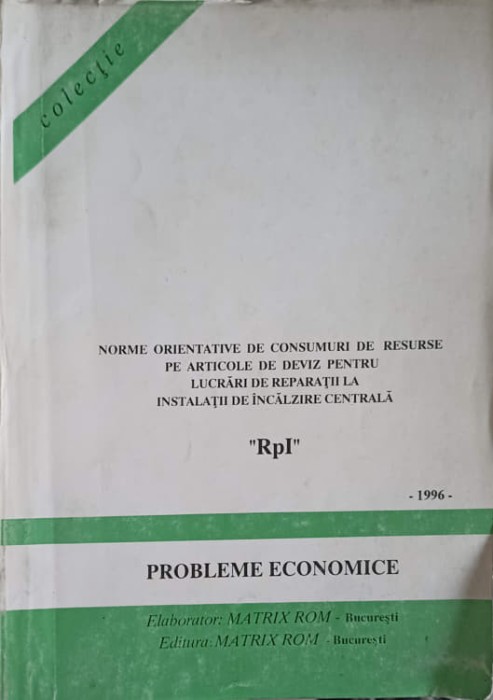 colecție
NORME ORIENTATIVE DE CONSUMURI DE RESURSE
PE ARTICOLE DE DEVIZ PENTRU
LUCRĂRI DE REPARAȚII LA
INSTALAȚII DE ÎNCĂLZIRE CENTRALĂ
"RpI"
- 1996 -
PROBLEME ECONOMICE
Elaborator: MATRIX ROM - București
Editura: MATRIX ROM - București